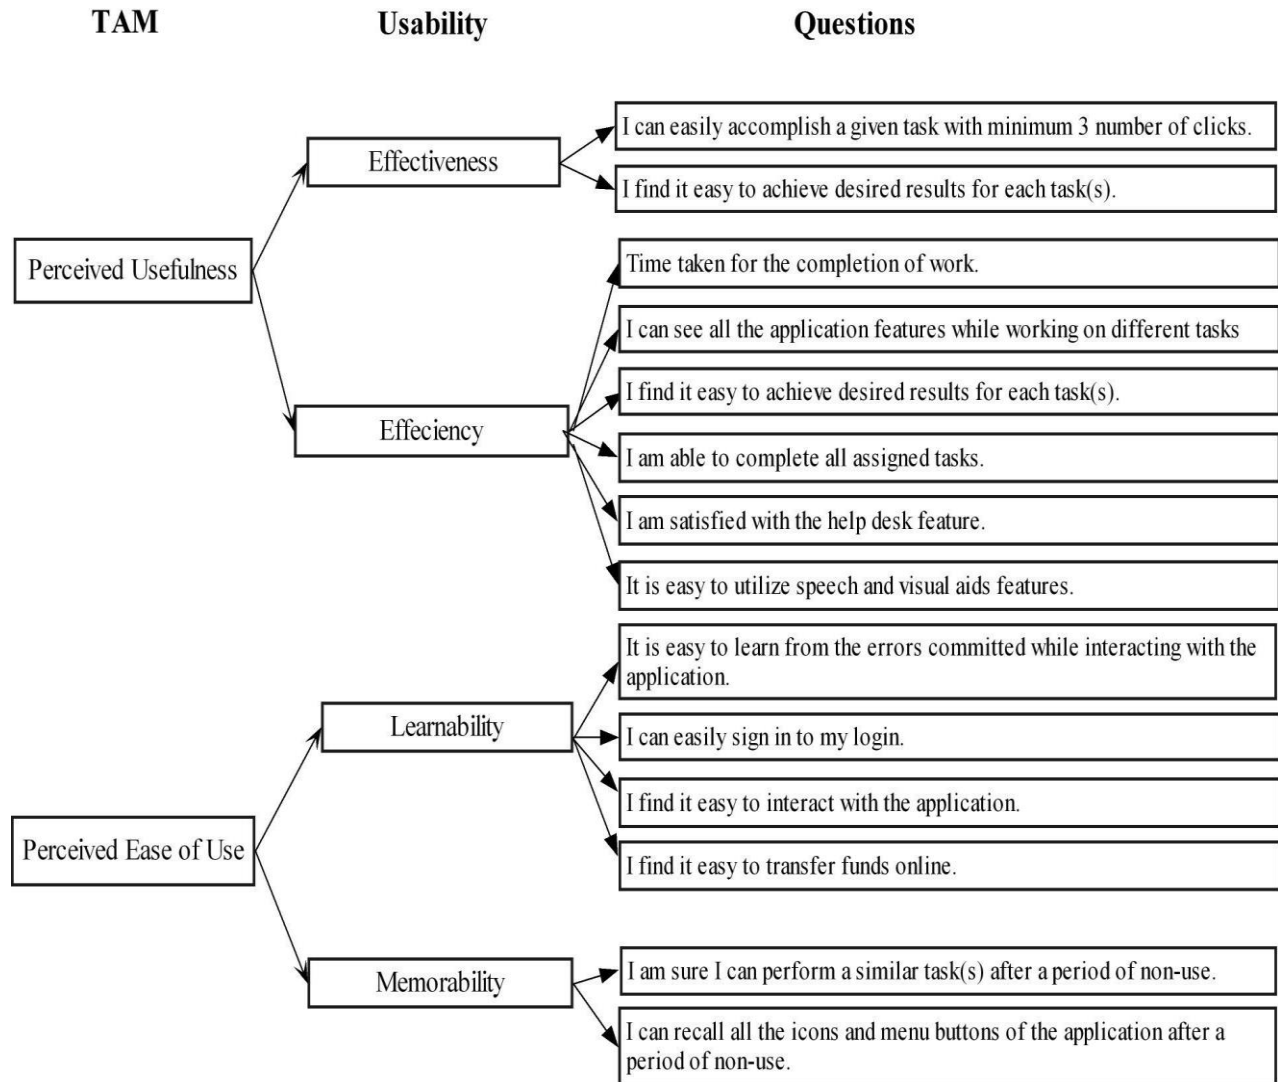 TAM Usability Questions
I can easily accomplish a given task with minimum 3 number of clicks.
Effectiveness
I find it easy to achieve desired results for each task(s).
Perceived Usefulness
Time taken for the completion of work.
I can see all the application features while working on different tasks
I find it easy to achieve desired results for each task(s).
Effeciency
I am able to complete all assigned tasks.
I am satisfied with the help desk feature.
It is easy to utilize speech and visual aids features.
It is easy to learn from the errors committed while interacting with the
application.
Learnability
I can easily sign in to my login.
I find it easy to interact with the application.
Perceived Ease of Use
I find it easy to transfer funds online.
I am sure I can perform a similar task(s) after a period of non-use.
Memorability
I can recall all the icons and menu buttons of the application after a
period of non-use.